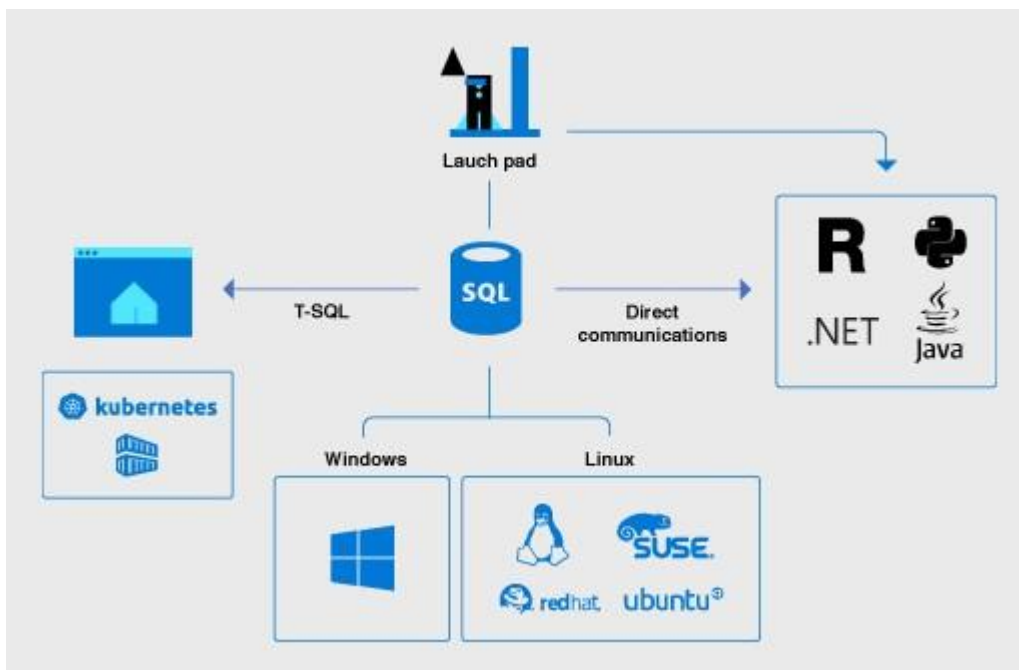 Lauch pad
R
.NET
Java
SQL
T-SQL
Direct
communications
kubernetes
Windows
Linux
SUSE.
redhat
ubuntu